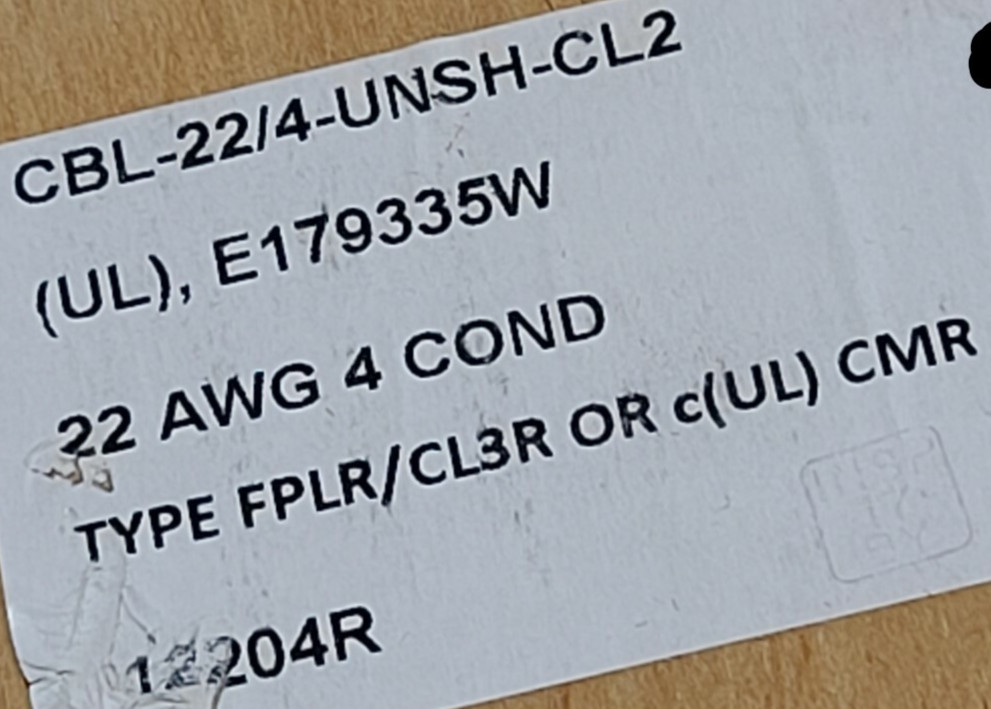 CBL-22/4-UNSH-CL2
(UL), E179335W
22 AWG 4 COND
TYPE FPLR/CL3R OR c(UL) CMR